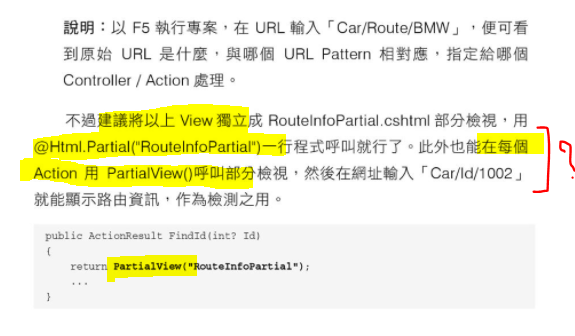 說明：以 F5 執行專案，在 URL 輸入「Car/Route/BMW」，便可看
到原始 URL 是什麼，與哪個 URL Pattern 相對應，指定給哪個
Controller / Action 處理。
不過建議將以上 View 獨立成 RouteInfoPartial.cshtml 部分檢視，用
@Html.Partial("RouteInfoPartial")一行程式呼叫就行了。此外也能在每個
Action 用 PartialView()呼叫部分檢視，然後在網址輸入「Car/Id/1002」
就能顯示路由資訊，作為檢測之用。
?
public ActionResult FindId(int? Id)
{
return PartialView("RouteInfoPartial");
...
}